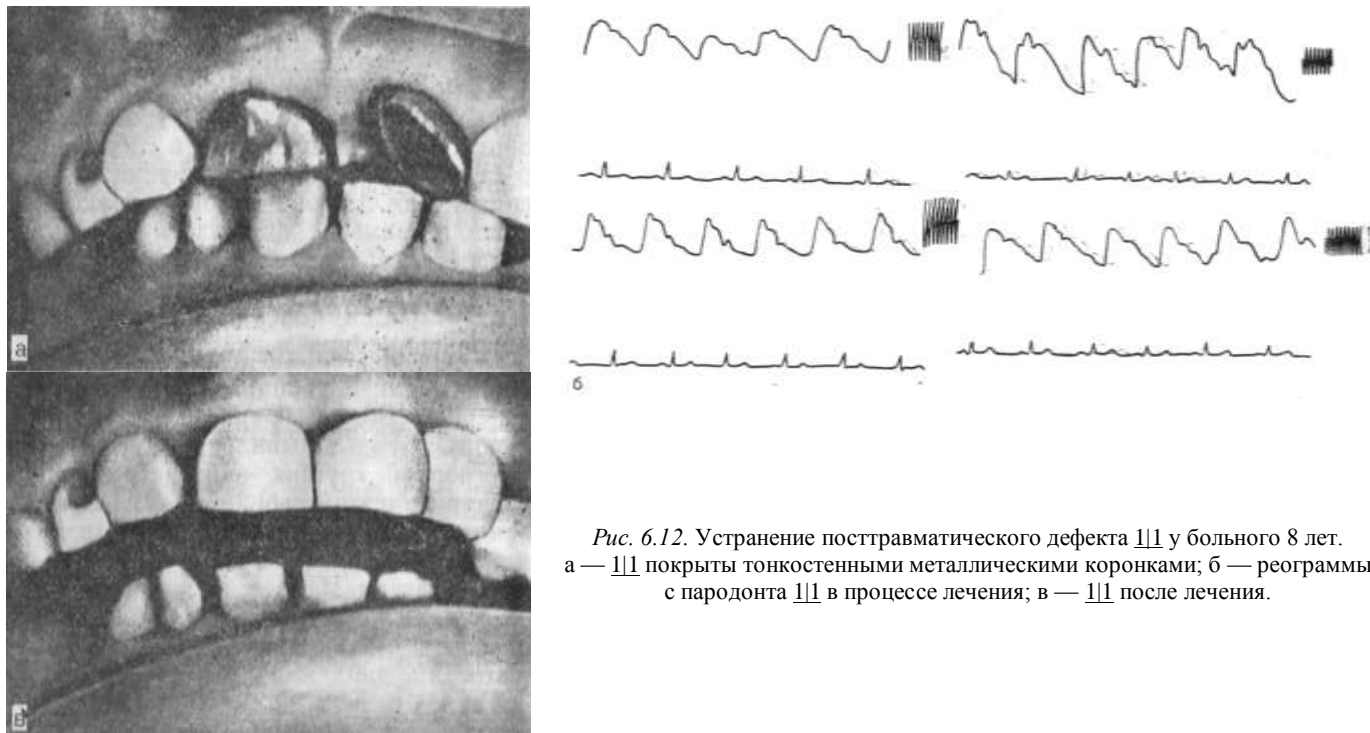 а
б
в
Рис. 6.12. Устранение посттравматического дефекта 1|1 у больного 8 лет.
а — 1|1 покрыты тонкостенными металлическими коронками; б — реограммы
с пародонта 1|1 в процессе лечения; в — 1|1 после лечения.